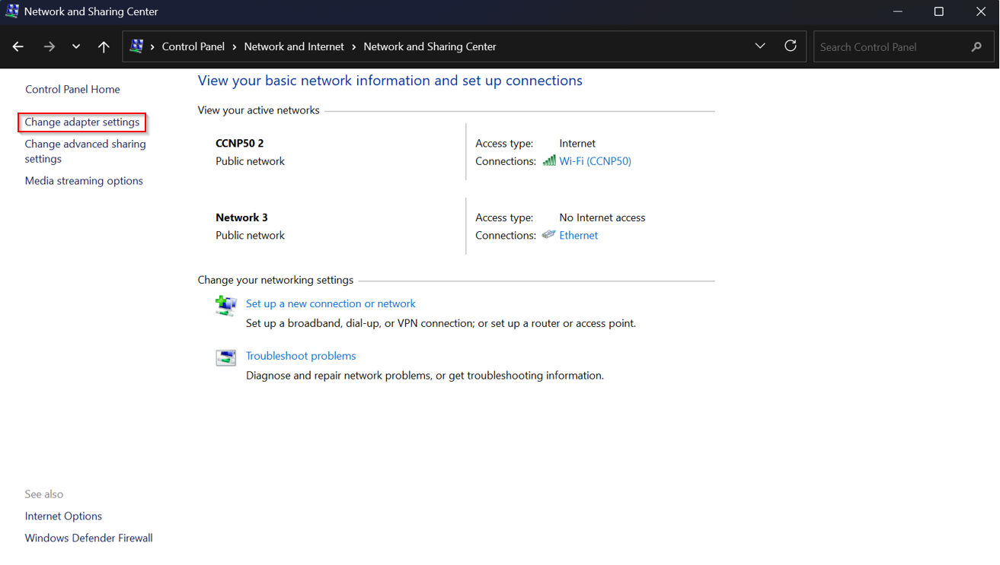 Network and Sharing Center
Control Panel › Network and Internet › Network and Sharing Center
Search Control Panel
Control Panel Home
Change adapter settings
Change advanced sharing
settings
Media streaming options
View your basic network information and set up connections
View your active networks
CCNP50 2
Public network
Access type: Internet
Connections: Wi-Fi (CCNP50)
Network 3
Public network
Access type: No Internet access
Connections: Ethernet
Change your networking settings
Set up a new connection or network
Set up a broadband, dial-up, or VPN connection; or set up a router or access point.
Troubleshoot problems
Diagnose and repair network problems, or get troubleshooting information.
See also
Internet Options
Windows Defender Firewall